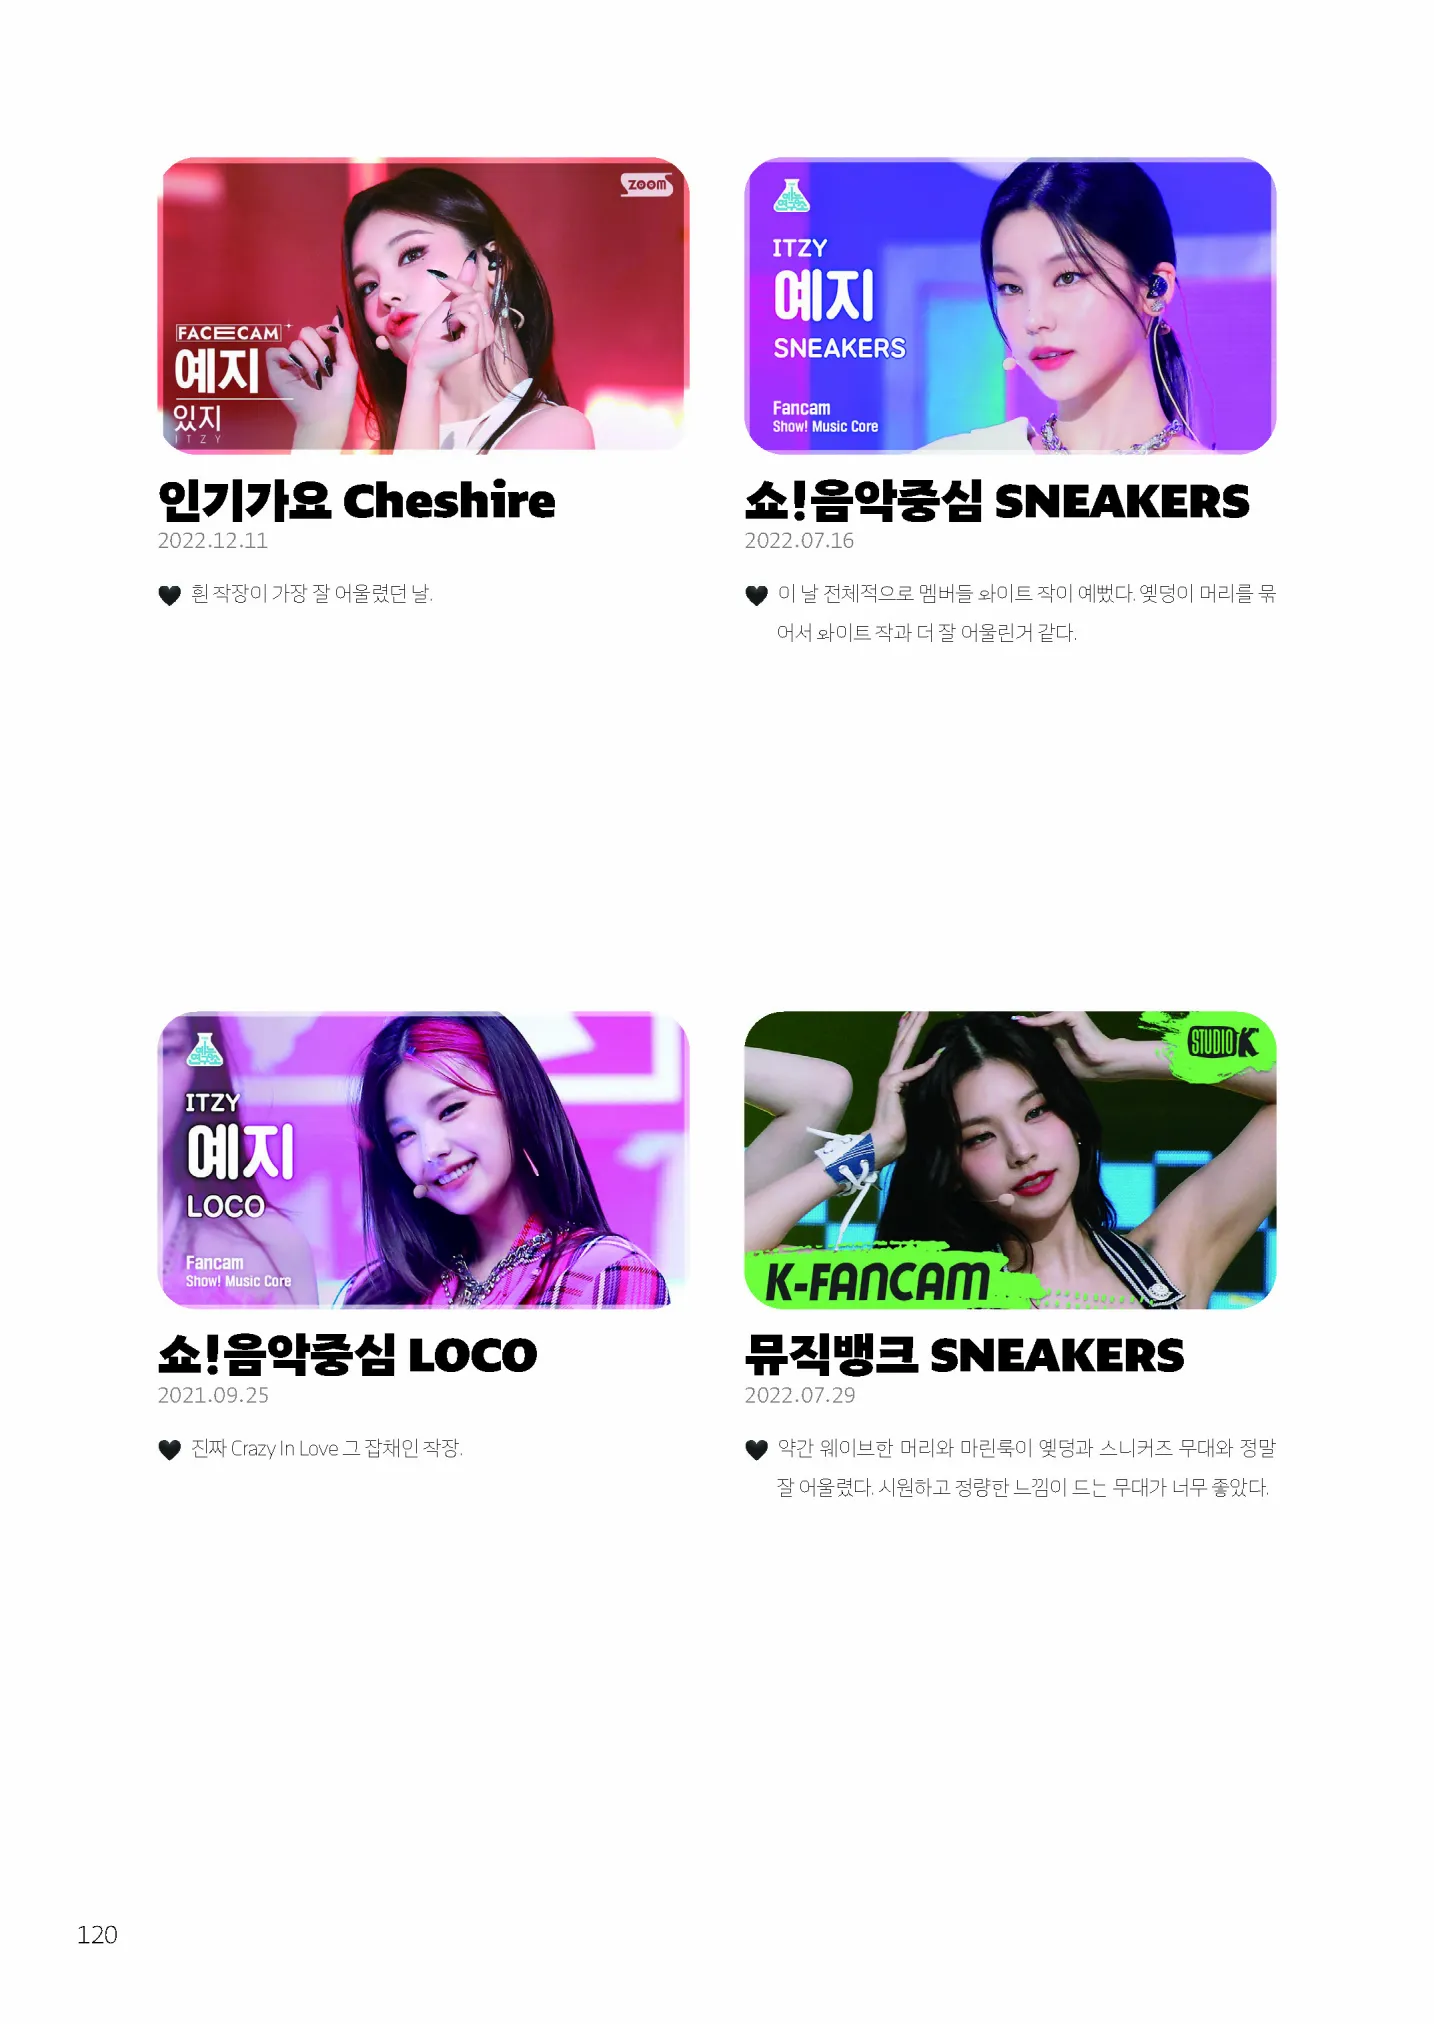 ZOOM
FACECAM
예지
있지
ITZY
인기가요 Cheshire
2022.12.11
흰 착장이 가장 잘 어울렸던 날.
ITZY
예지
SNEAKERS
Fancam
Show! Music Core
쇼!음악중심 SNEAKERS
2022.07.16
이 날 전체적으로 멤버들 화이트 착이 예뻤다. 옞덩이 머리를 묶
어서 화이트 착과 더 잘 어울린거 같다.
ITZY
예지
LOCO
Fancam
Show! Music Core
쇼!음악중심 LOCO
2021.09.25
진짜 Crazy In Love 그 잡채인 착장.
STUDIO K
K-FANCAM
뮤직뱅크 SNEAKERS
2022.07.29
약간 웨이브한 머리와 마린룩이 옞덩과 스니커즈 무대와 정말
잘 어울렸다. 시원하고 청량한 느낌이 드는 무대가 너무 좋았다.
120